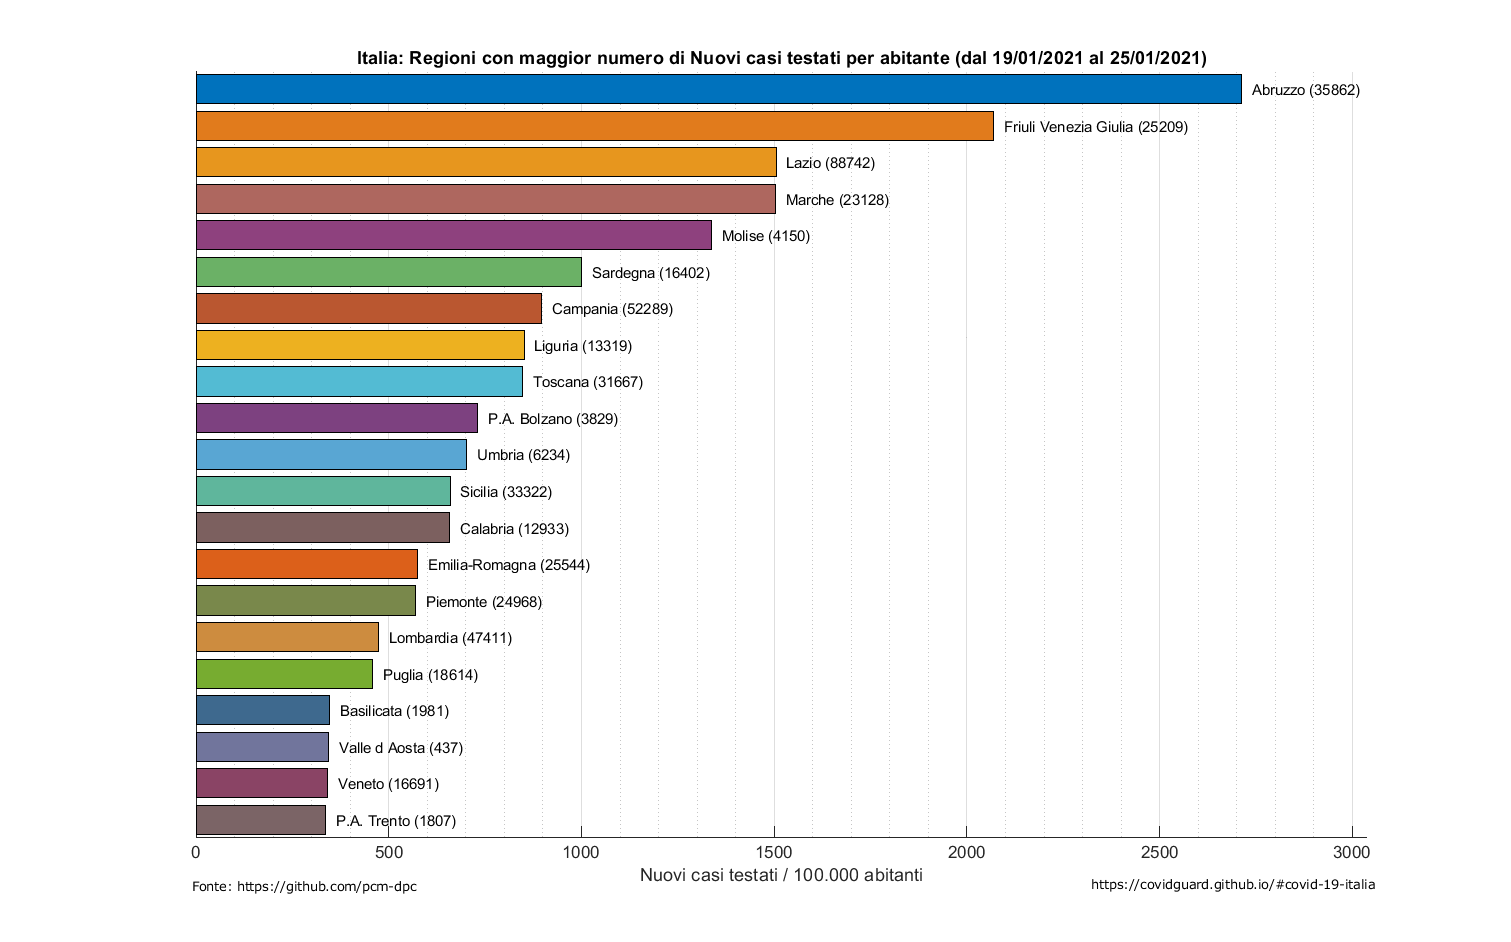 Italia: Regioni con maggior numero di Nuovi casi testati per abitante (dal 19/01/2021 al 25/01/2021)
Abruzzo (35862)
Friuli Venezia Giulia (25209)
Lazio (88742)
Marche (23128)
Molise (4150)
Sardegna (16402)
Campania (52289)
Liguria (13319)
Toscana (31667)
P.A. Bolzano (3829)
Umbria (6234)
Sicilia (33322)
Calabria (12933)
Emilia-Romagna (25544)
Piemonte (24968)
Lombardia (47411)
Puglia (18614)
Basilicata (1981)
Valle d Aosta (437)
Veneto (16691)
P.A. Trento (1807)
0 500 1000 1500 2000 2500 3000
Nuovi casi testati / 100.000 abitanti
Fonte: https://github.com/pcm-dpc
https://covidguard.github.io/#covid-19-italia